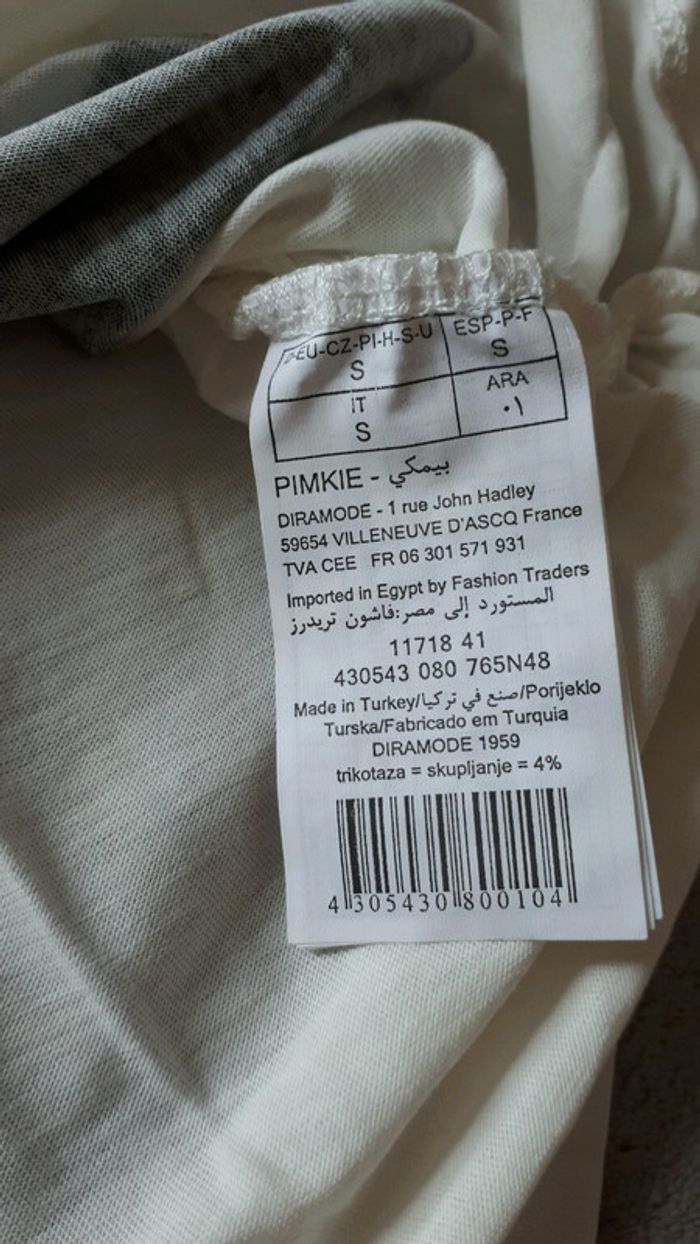 EU-CZ-PI-H-S-U ESP-P-F
S S
IT ARA
S ٠١
PIMKIE - بيمكي
DIRAMODE - 1 rue John Hadley
59654 VILLENEUVE D'ASCQ France
TVA CEE FR 06 301 571 931
Imported in Egypt by Fashion Traders
المستورد إلى مصر:فاشون تريدرز
11718 41
430543 080 765N48
Made in Turkey/صنع في تركيا/Porijeklo
Turska/Fabricado em Turquia
DIRAMODE 1959
trikotaza = skupljanje = 4%
4 305430 800104